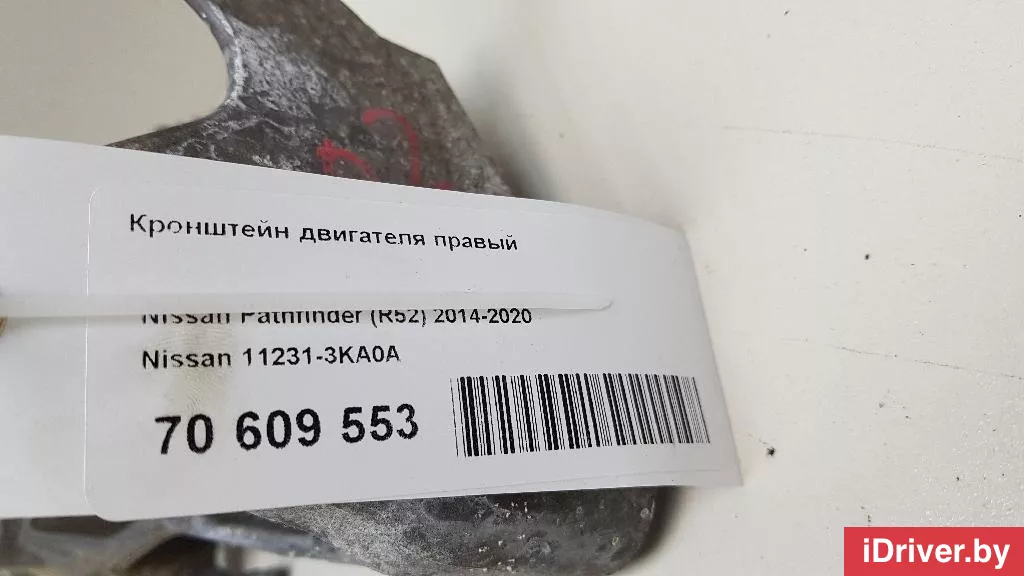 Кронштейн двигателя правый
Nissan Pathfinder (R52) 2014-2020
Nissan 11231-3KA0A
70 609 553
iDriver.by